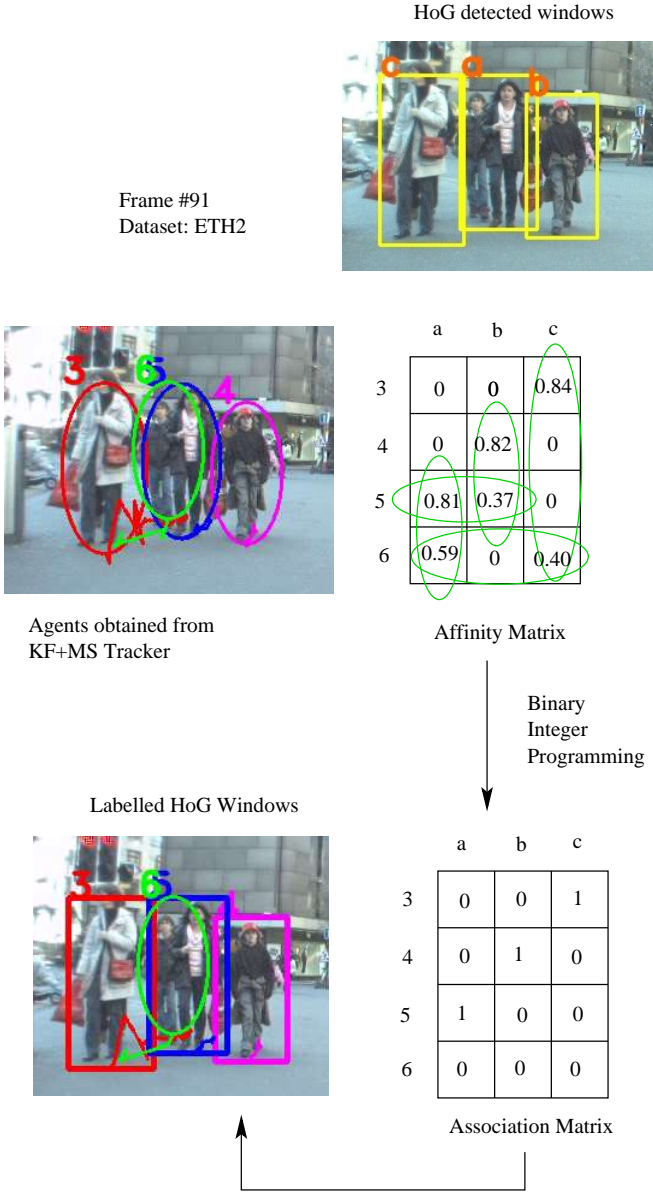 HoG detected windows
c a b
Frame #91
Dataset: ETH2
3 6 5 4
a b c
3 0 0 0.84
4 0 0.82 0
5 0.81 0.37 0
6 0.59 0 0.40
Agents obtained from
KF+MS Tracker
Affinity Matrix
Binary
Integer
Programming
Labelled HoG Windows
3 6 5
a b c
3 0 0 1
4 0 1 0
5 1 0 0
6 0 0 0
Association Matrix